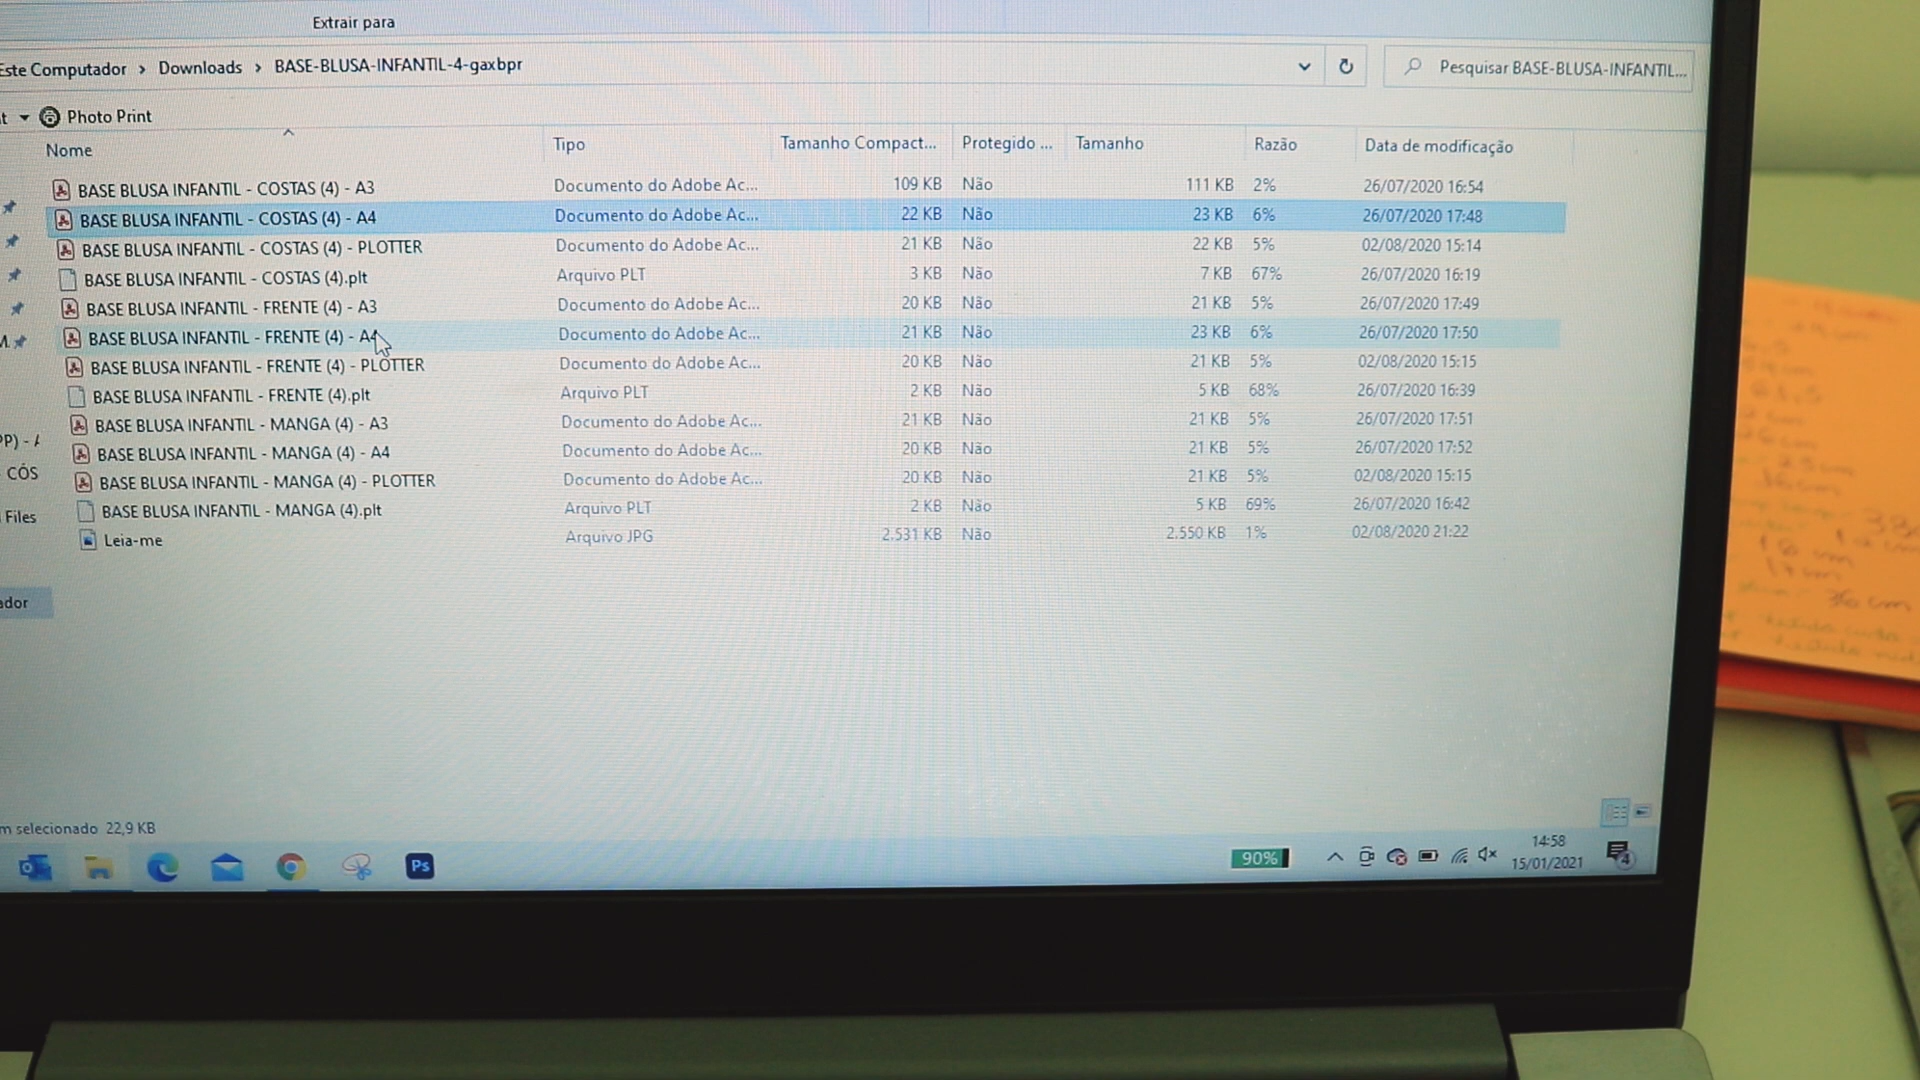 Extrair para
Este Computador > Downloads > BASE-BLUSA-INFANTIL-4-gaxbpr
Pesquisar BASE-BLUSA-INFANTIL...
t Photo Print
Nome Tipo Tamanho Compact... Protegido ... Tamanho Razão Data de modificação
BASE BLUSA INFANTIL - COSTAS (4) - A3 Documento do Adobe Ac... 109 KB Não 111 KB 2% 26/07/2020 16:54
BASE BLUSA INFANTIL - COSTAS (4) - A4 Documento do Adobe Ac... 22 KB Não 23 KB 6% 26/07/2020 17:48
BASE BLUSA INFANTIL - COSTAS (4) - PLOTTER Documento do Adobe Ac... 21 KB Não 22 KB 5% 02/08/2020 15:14
BASE BLUSA INFANTIL - COSTAS (4).plt Arquivo PLT 3 KB Não 7 KB 67% 26/07/2020 16:19
BASE BLUSA INFANTIL - FRENTE (4) - A3 Documento do Adobe Ac... 20 KB Não 21 KB 5% 26/07/2020 17:49
BASE BLUSA INFANTIL - FRENTE (4) - A4 Documento do Adobe Ac... 21 KB Não 23 KB 6% 26/07/2020 17:50
BASE BLUSA INFANTIL - FRENTE (4) - PLOTTER Documento do Adobe Ac... 20 KB Não 21 KB 5% 02/08/2020 15:15
BASE BLUSA INFANTIL - FRENTE (4).plt Arquivo PLT 2 KB Não 5 KB 68% 26/07/2020 16:39
BASE BLUSA INFANTIL - MANGA (4) - A3 Documento do Adobe Ac... 21 KB Não 21 KB 5% 26/07/2020 17:51
BASE BLUSA INFANTIL - MANGA (4) - A4 Documento do Adobe Ac... 20 KB Não 21 KB 5% 26/07/2020 17:52
BASE BLUSA INFANTIL - MANGA (4) - PLOTTER Documento do Adobe Ac... 20 KB Não 21 KB 5% 02/08/2020 15:15
BASE BLUSA INFANTIL - MANGA (4).plt Arquivo PLT 2 KB Não 5 KB 69% 26/07/2020 16:42
Leia-me Arquivo JPG 2.531 KB Não 2.550 KB 1% 02/08/2020 21:22
CÓS
Files
ador
m selecionado 22,9 KB
Ps
90%
14:58
15/01/2021
4
36 cm